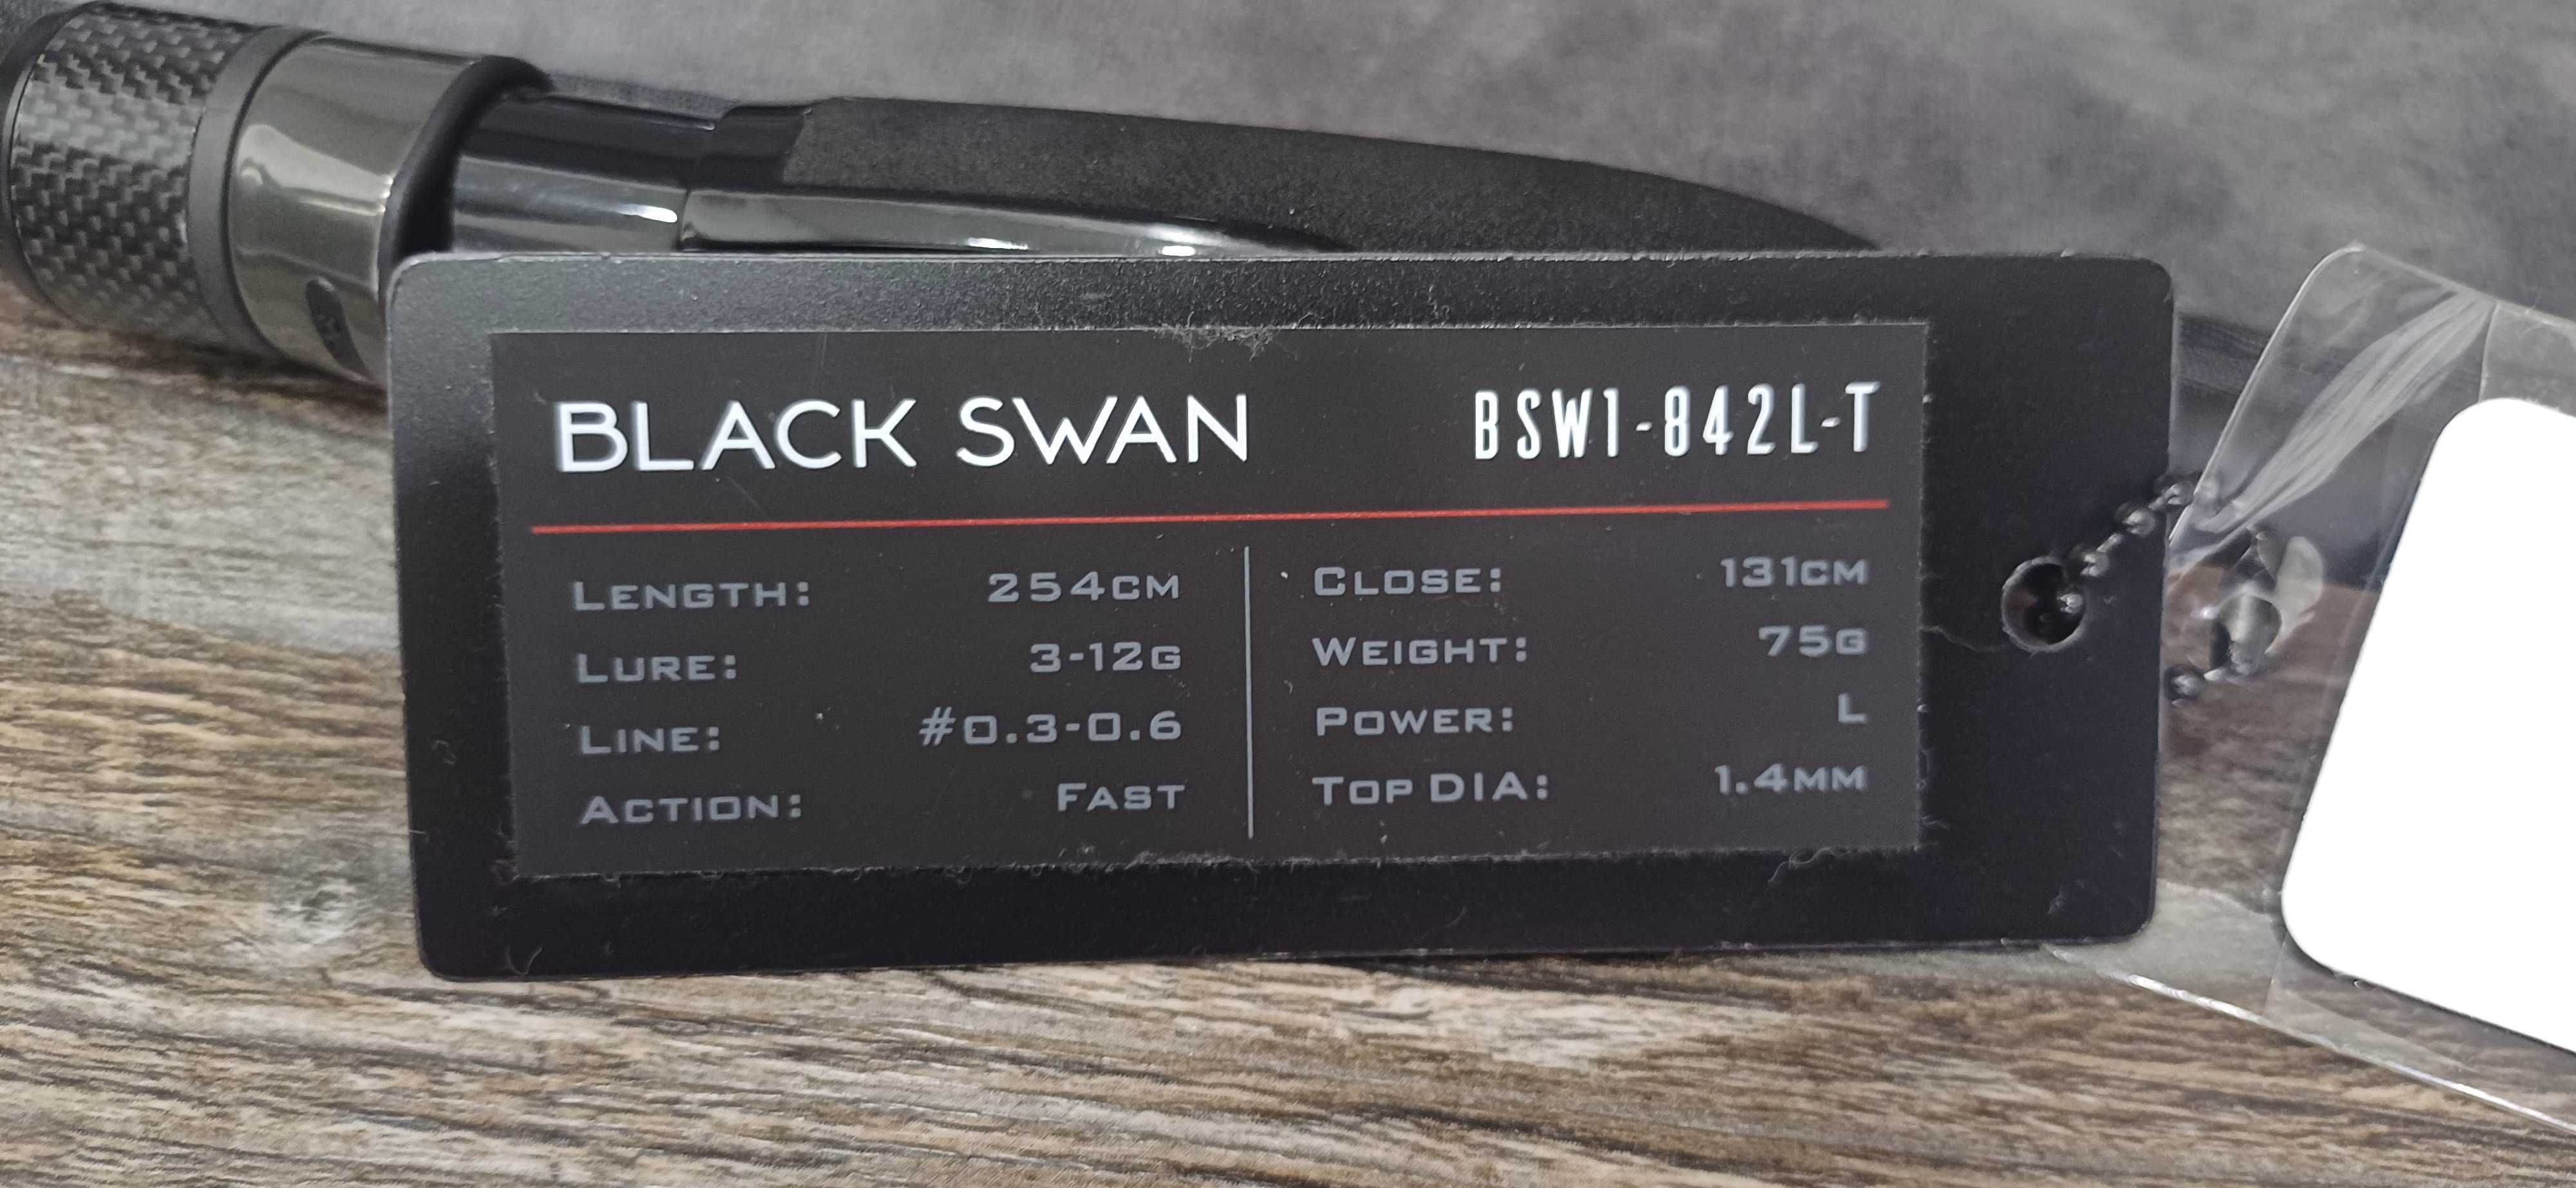 BLACK SWAN BSW1-842L-T
LENGTH: 254CM
LURE: 3-12G
LINE: #0.3-0.6
ACTION: FAST
CLOSE: 131CM
WEIGHT: 75G
POWER: L
TOP DIA: 1.4MM